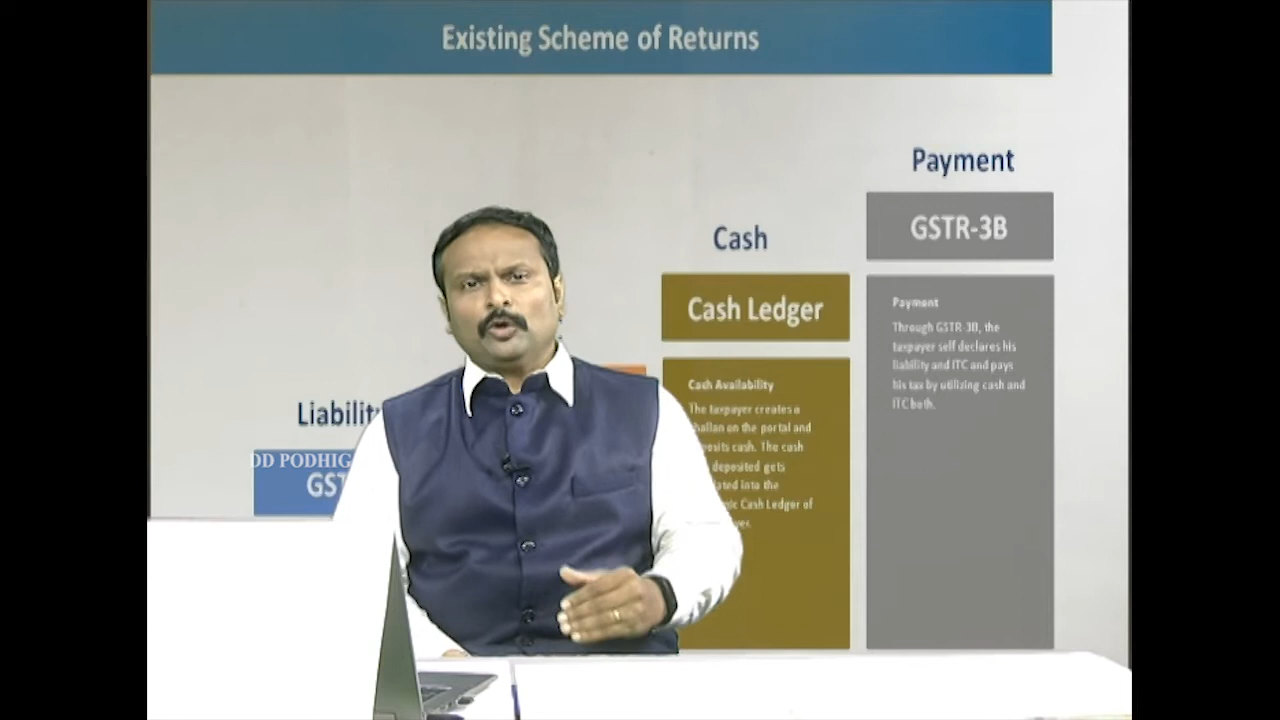 Existing Scheme of Returns
Payment
GSTR-3B
Payment
Through GSTR-3B, the
taxpayer self declares his
liability and ITC and pays
his tax by utilizing cash and
ITC both.
Cash
Cash Ledger
Cash Availability
The taxpayer creates a
on the portal and
cash. The cash
deposited gets
into the
Cash Ledger of
DD PODHIG
GST